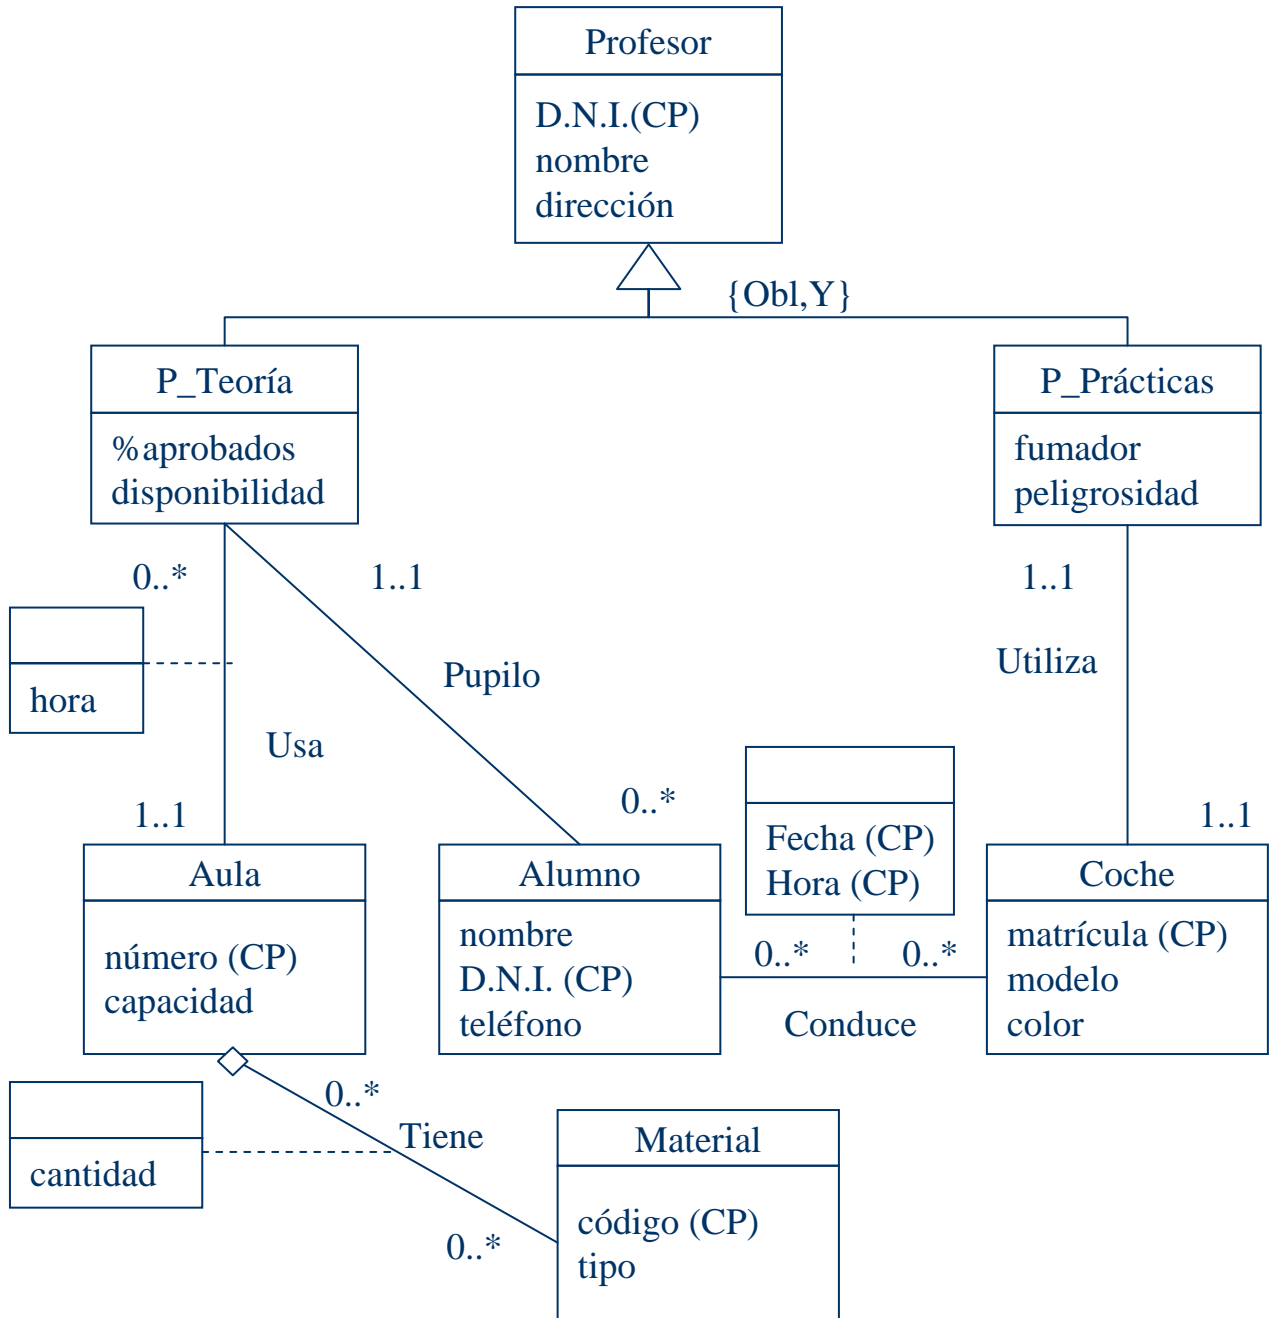 Profesor
D.N.I.(CP)
nombre
dirección
{Obl,Y}
P_Teoría
%aprobados
disponibilidad
P_Prácticas
fumador
peligrosidad
0..*
1..1
1..1
hora
Pupilo
Utiliza
Usa
1..1
0..*
1..1
Fecha (CP)
Hora (CP)
Aula
número (CP)
capacidad
Alumno
nombre
D.N.I. (CP)
teléfono
0..*
0..*
Conduce
Coche
matrícula (CP)
modelo
color
0..*
Tiene
cantidad
0..*
Material
código (CP)
tipo